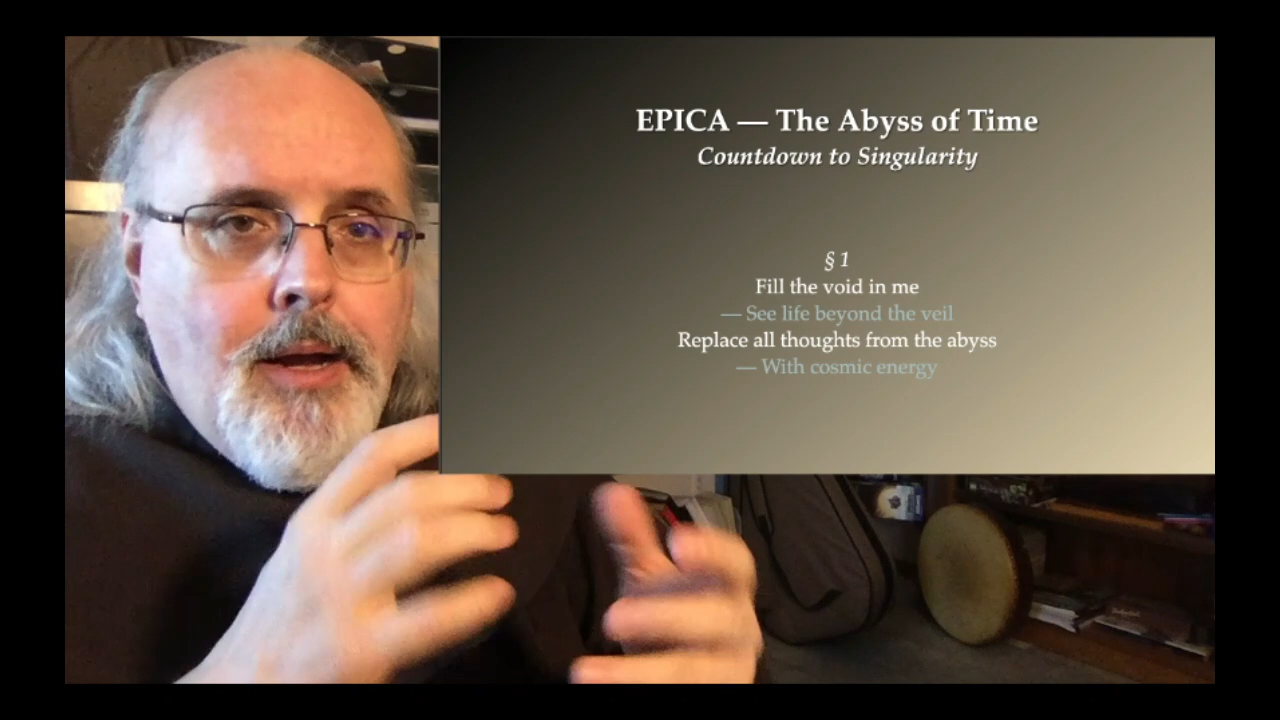 EPICA — The Abyss of Time
Countdown to Singularity
§ 1
Fill the void in me
— See life beyond the veil
Replace all thoughts from the abyss
— With cosmic energy